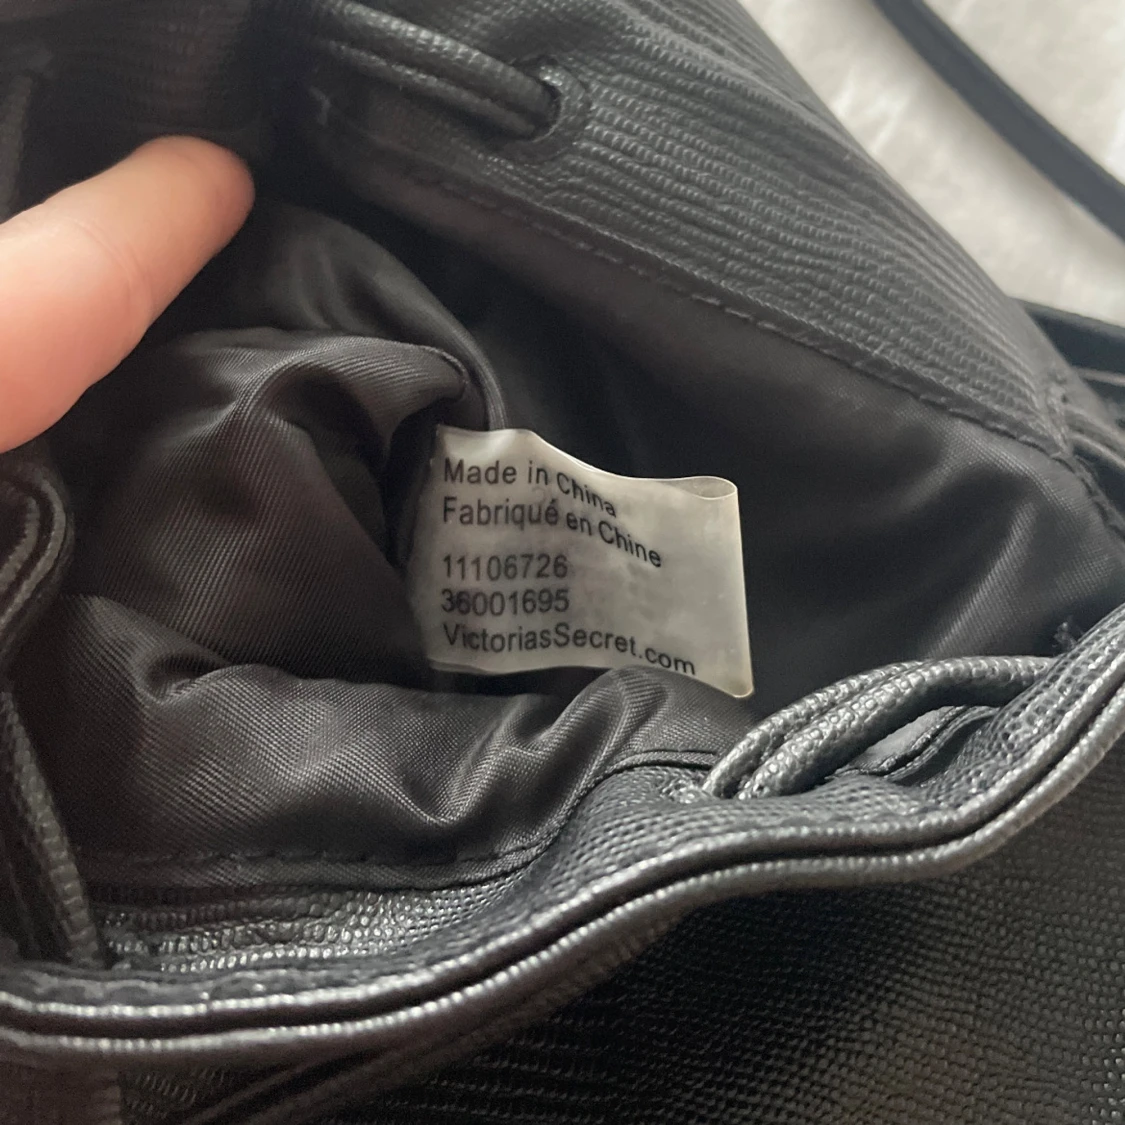 Made in China
Fabriqué en Chine
11106726
36001695
VictoriasSecret.com